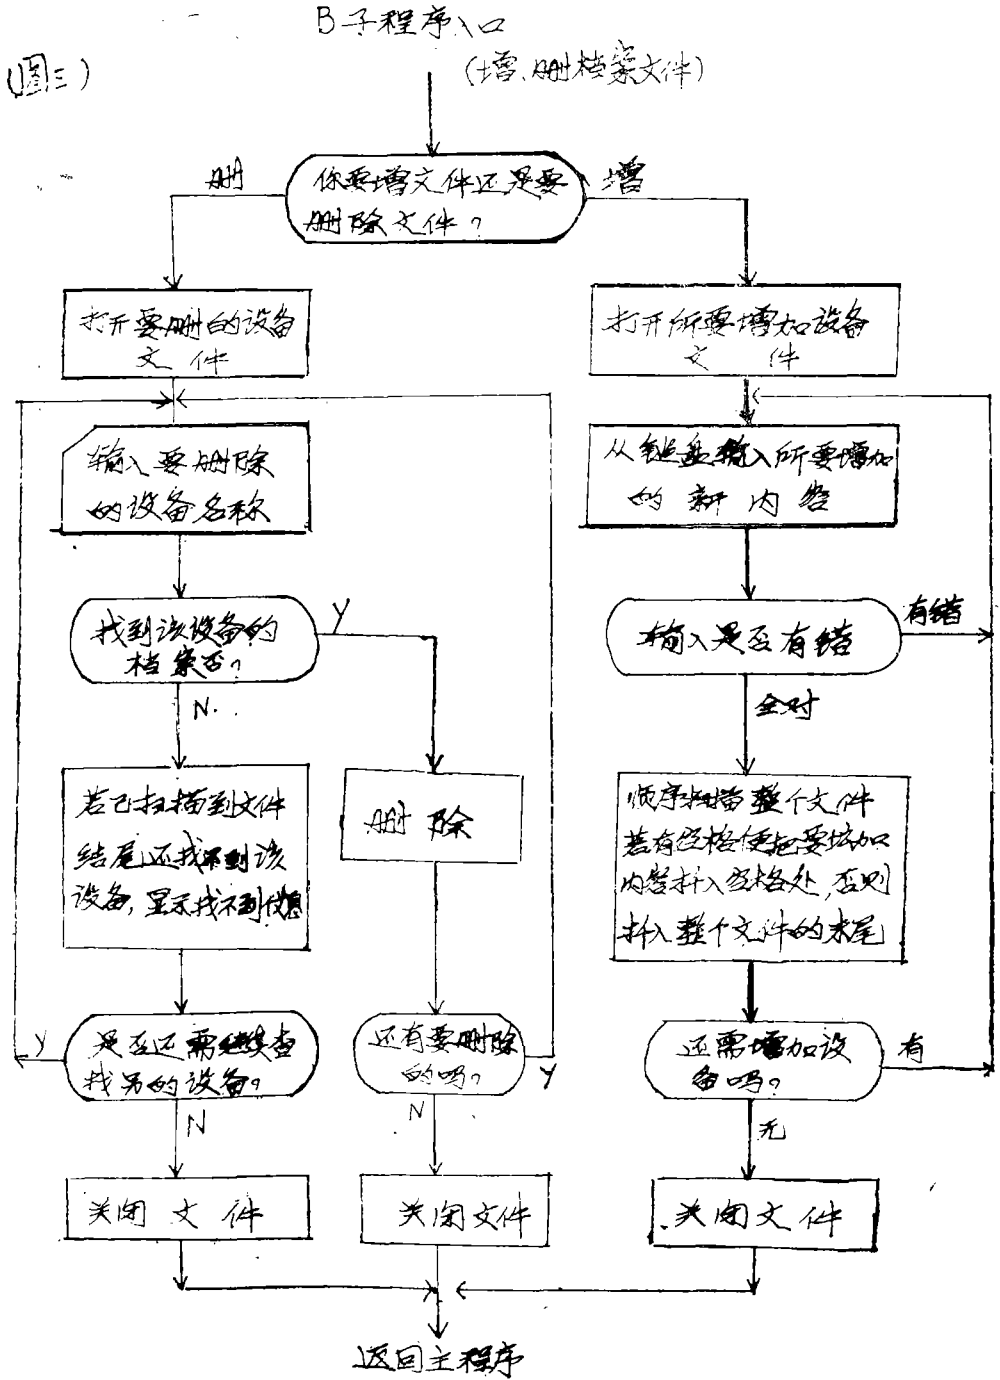 B子程序入口
(图三)
(增、删档案文件)
删
增
你要增文件还是要
删除文件?
打开要删的设备
文件
打开所要增加设备
文件
输入要删除
的设备名称
从键盘输入所要增加
的新内容
找到该设备的
档案否?
Y
输入是否有错
有错
N
全对
若已扫描到文件
结尾还找不到该
设备,显示找不到信息
删除
顺序扫描整个文件
若有空格便把要增加
内容插入空格处,否则
插入整个文件的末尾
Y
是否还需继续查
找另的设备?
还有要删除
的吗?
Y
还需增加设
备吗?
有
N
N
无
关闭文件
关闭文件
关闭文件
返回主程序